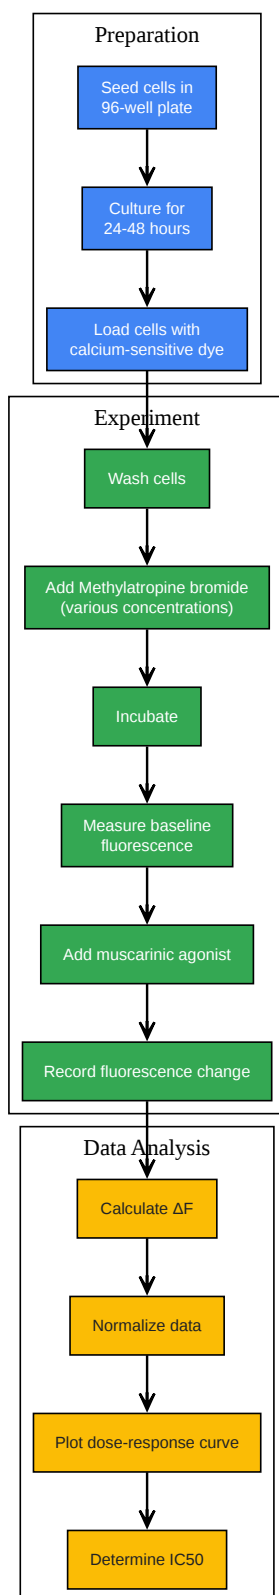 Preparation
Seed cells in
96-well plate
Culture for
24-48 hours
Load cells with
calcium-sensitive dye
Experiment
Wash cells
Add Methylatropine bromide
(various concentrations)
Incubate
Measure baseline
fluorescence
Add muscarinic agonist
Record fluorescence change
Data Analysis
Calculate ΔF
Normalize data
Plot dose-response curve
Determine IC50